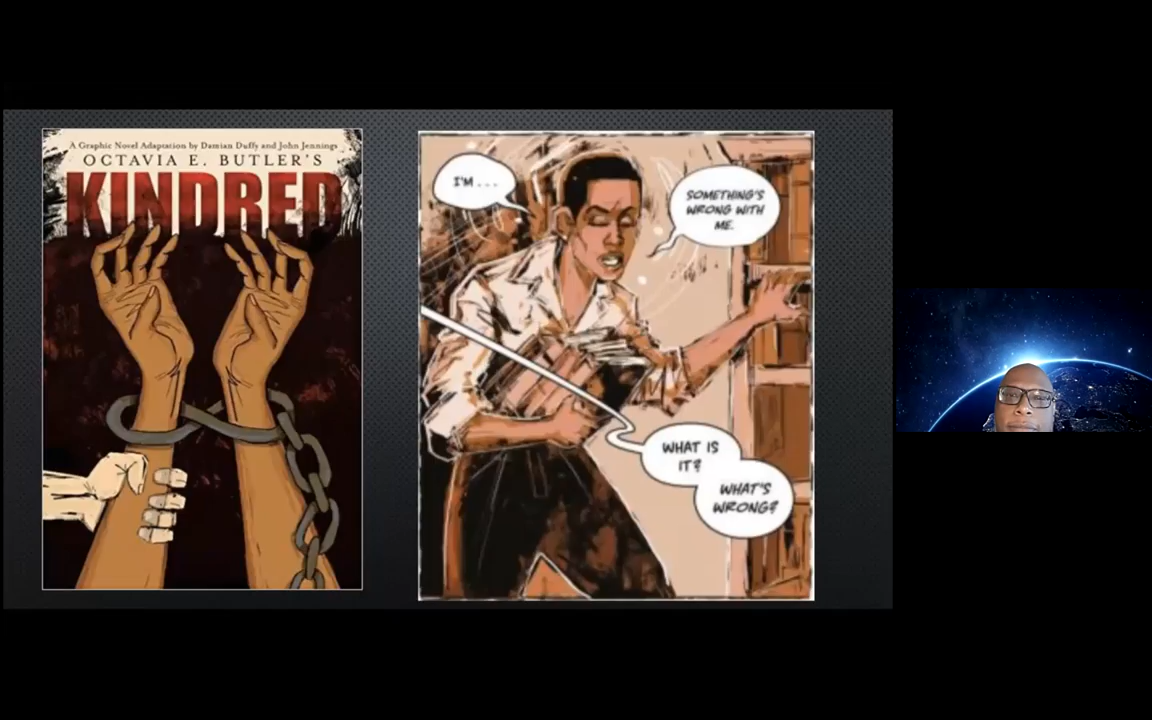 A Graphic Novel Adaptation by Damian Duffy and John Jennings
OCTAVIA E. BUTLER'S
KINDRED
I'M . . .
SOMETHING'S
WRONG WITH
ME.
WHAT IS
IT?
WHAT'S
WRONG?